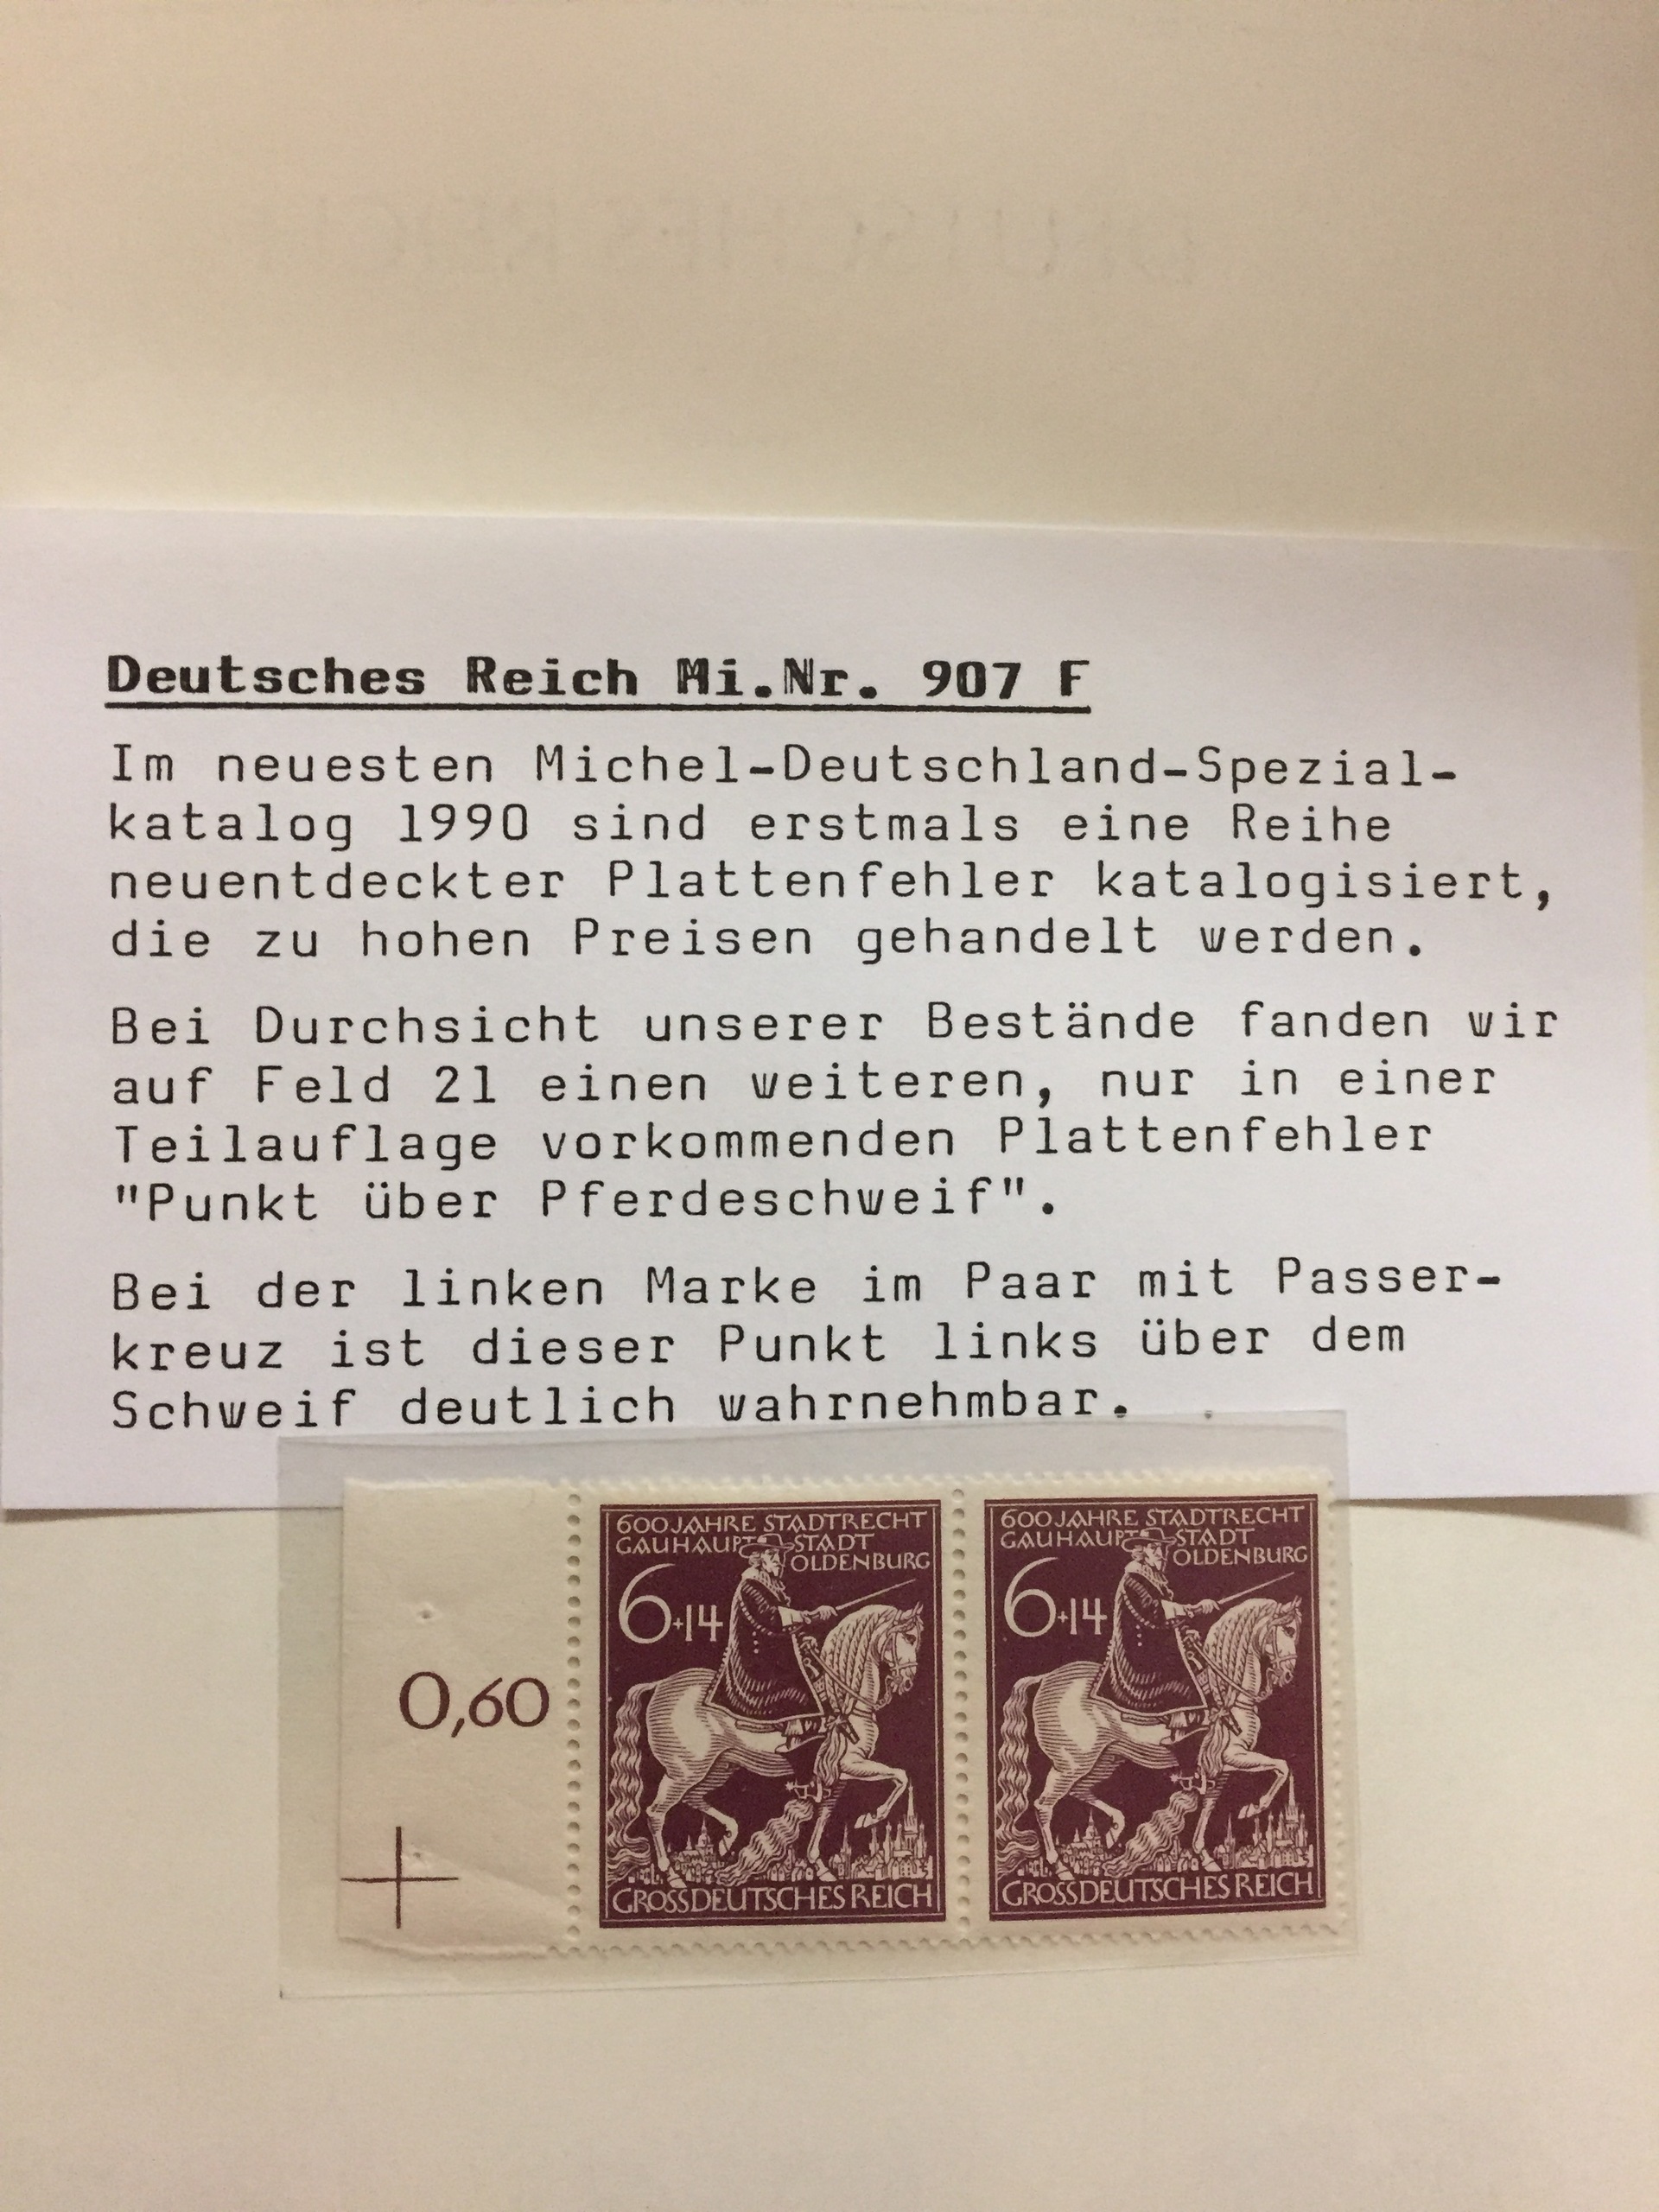 DEUTSCHES REICH
Deutsches Reich Mi.Nr. 907 F
Im neuesten Michel-Deutschland-Spezial-
katalog 1990 sind erstmals eine Reihe
neuentdeckter Plattenfehler katalogisiert,
die zu hohen Preisen gehandelt werden.
Bei Durchsicht unserer Bestände fanden wir
auf Feld 21 einen weiteren, nur in einer
Teilauflage vorkommenden Plattenfehler
"Punkt über Pferdeschweif".
Bei der linken Marke im Paar mit Passer-
kreuz ist dieser Punkt links über dem
Schweif deutlich wahrnehmbar.
0,60
600 JAHRE STADTRECHT
GAUHAUPTSTADT
OLDENBURG
6+14
GROSSDEUTSCHES REICH
600 JAHRE STADTRECHT
GAUHAUPTSTADT
OLDENBURG
6+14
GROSSDEUTSCHES REICH